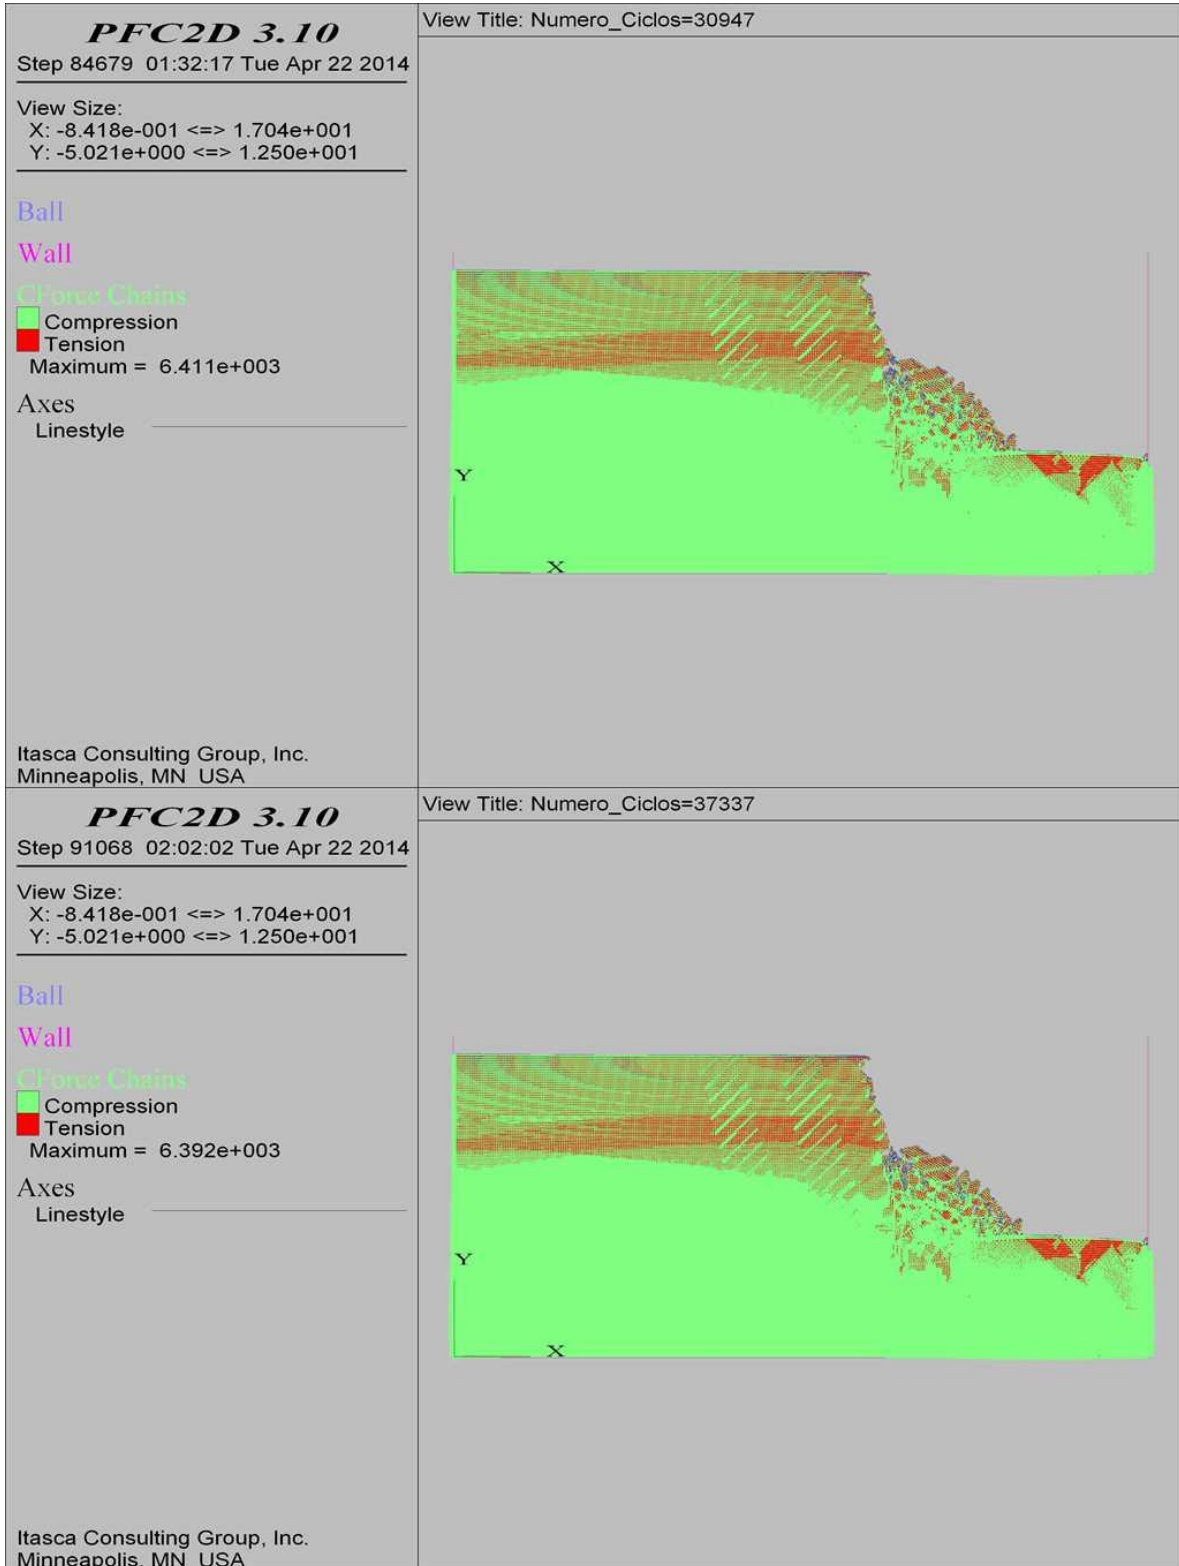 PFC2D 3.10
Step 84679 01:32:17 Tue Apr 22 2014
View Size:
X: -8.418e-001 <=> 1.704e+001
Y: -5.021e+000 <=> 1.250e+001
Ball
Wall
CForce Chains
Compression
Tension
Maximum = 6.411e+003
Axes
Linestyle
Itasca Consulting Group, Inc.
Minneapolis, MN USA
View Title: Numero_Ciclos=30947
Y
X
PFC2D 3.10
Step 91068 02:02:02 Tue Apr 22 2014
View Size:
X: -8.418e-001 <=> 1.704e+001
Y: -5.021e+000 <=> 1.250e+001
Ball
Wall
CForce Chains
Compression
Tension
Maximum = 6.392e+003
Axes
Linestyle
Itasca Consulting Group, Inc.
Minneapolis, MN USA
View Title: Numero_Ciclos=37337
Y
X